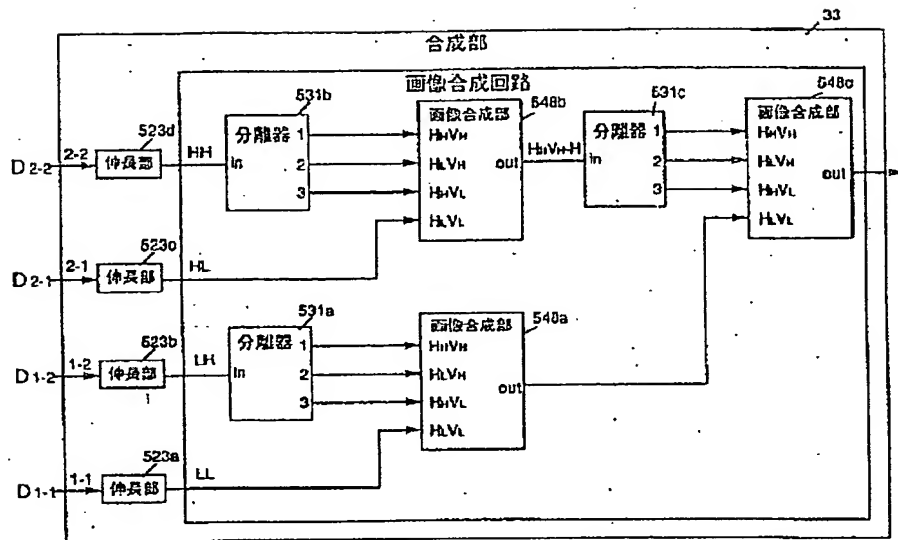 33
合成部
画像合成回路
523d
531b
548b
531c
548c
D2-2
2-2
伸長部
HH
in
分離器
1
2
3
画像合成部
HHVH
HLVH
HHVL
HLVL
out
HHVH-H
in
分離器
1
2
3
画像合成部
HHVH
HLVH
HHVL
HLVL
out
523c
D2-1
2-1
伸長部
HL
523b
531a
548a
D1-2
1-2
伸長部
LH
in
分離器
1
2
3
画像合成部
HHVH
HLVH
HHVL
HLVL
out
523a
D1-1
1-1
伸長部
LL